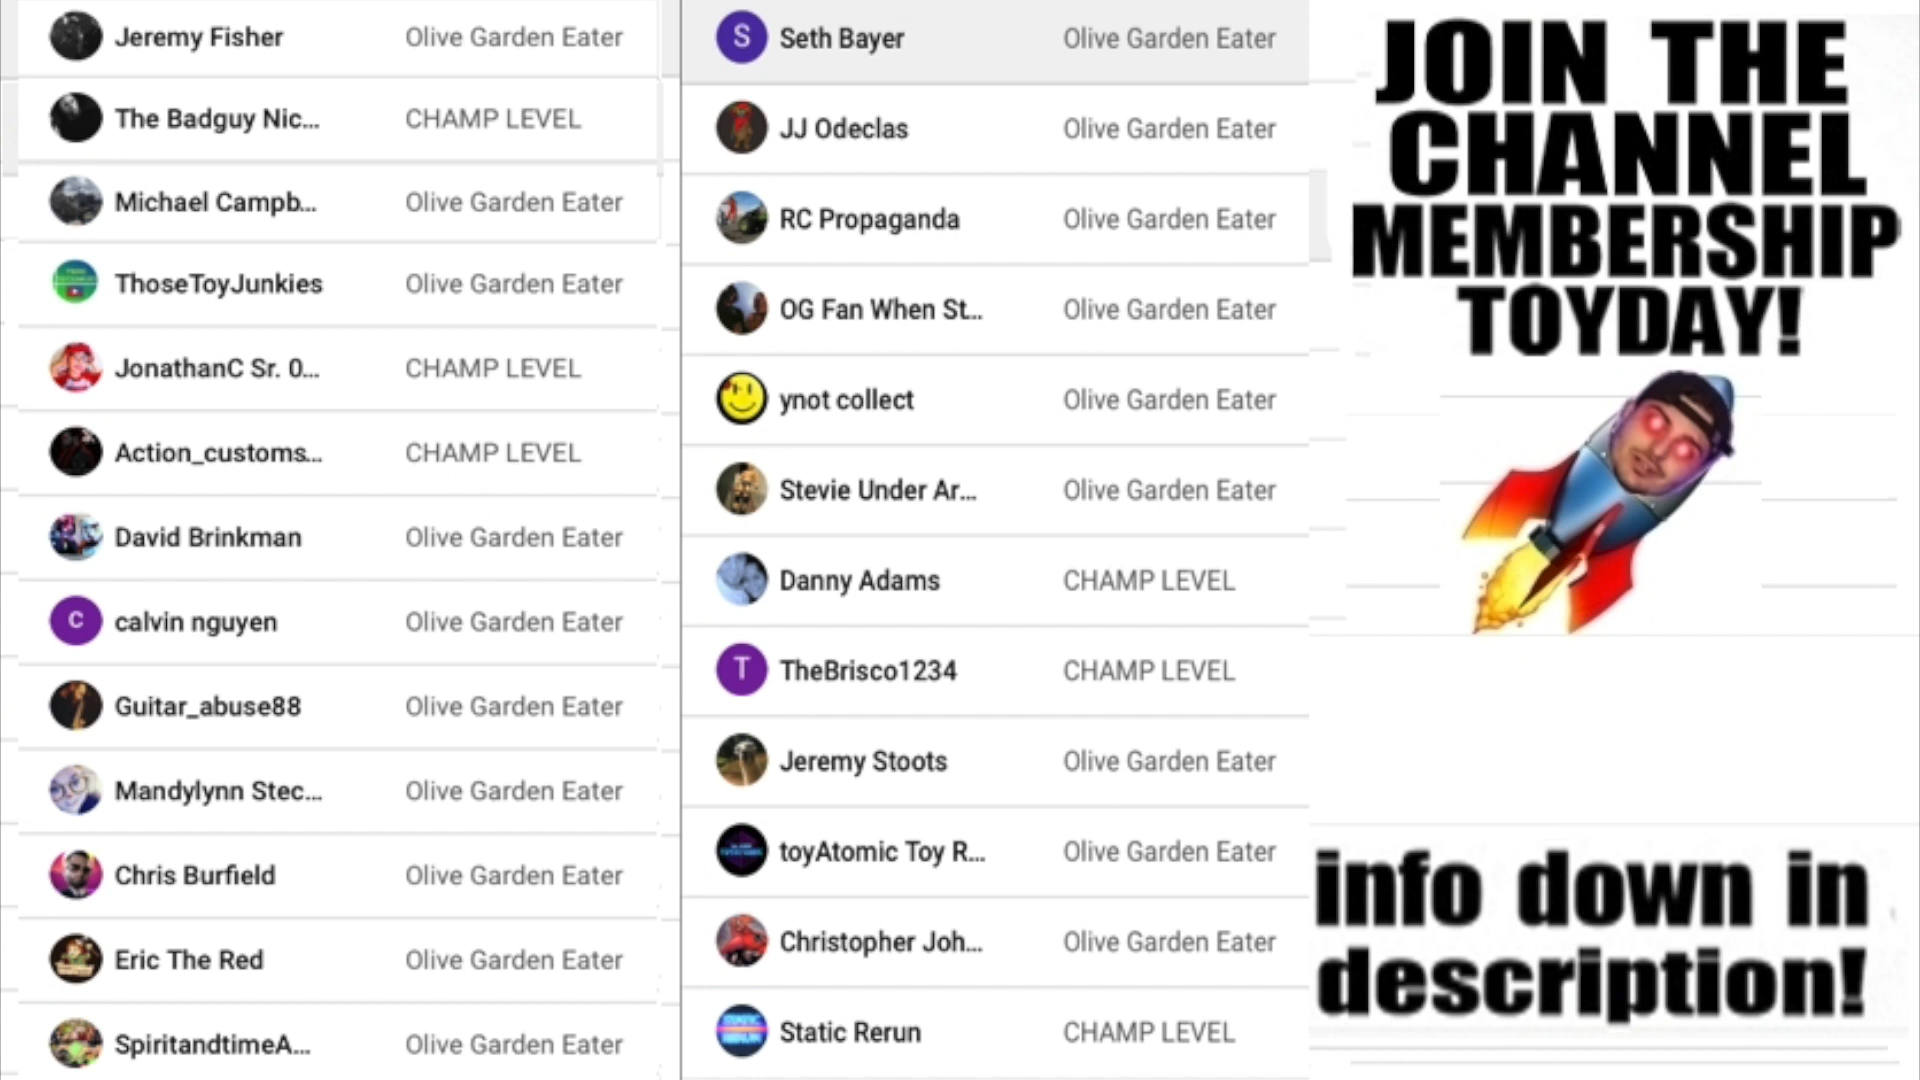 Jeremy Fisher Olive Garden Eater
The Badguy Nic... CHAMP LEVEL
Michael Campb... Olive Garden Eater
ThoseToyJunkies Olive Garden Eater
JonathanC Sr. 0... CHAMP LEVEL
Action_customs... CHAMP LEVEL
David Brinkman Olive Garden Eater
c
calvin nguyen Olive Garden Eater
Guitar_abuse88 Olive Garden Eater
Mandylynn Stec... Olive Garden Eater
Chris Burfield Olive Garden Eater
Eric The Red Olive Garden Eater
SpiritandtimeA... Olive Garden Eater
S
Seth Bayer Olive Garden Eater
JJ Odeclas Olive Garden Eater
RC Propaganda Olive Garden Eater
OG Fan When St... Olive Garden Eater
ynot collect Olive Garden Eater
Stevie Under Ar... Olive Garden Eater
Danny Adams CHAMP LEVEL
T
TheBrisco1234 CHAMP LEVEL
Jeremy Stoots Olive Garden Eater
toyAtomic Toy R... Olive Garden Eater
Christopher Joh... Olive Garden Eater
STATIC
RERUN
Static Rerun CHAMP LEVEL
JOIN THE
CHANNEL
MEMBERSHIP
TOYDAY!
info down in
description!